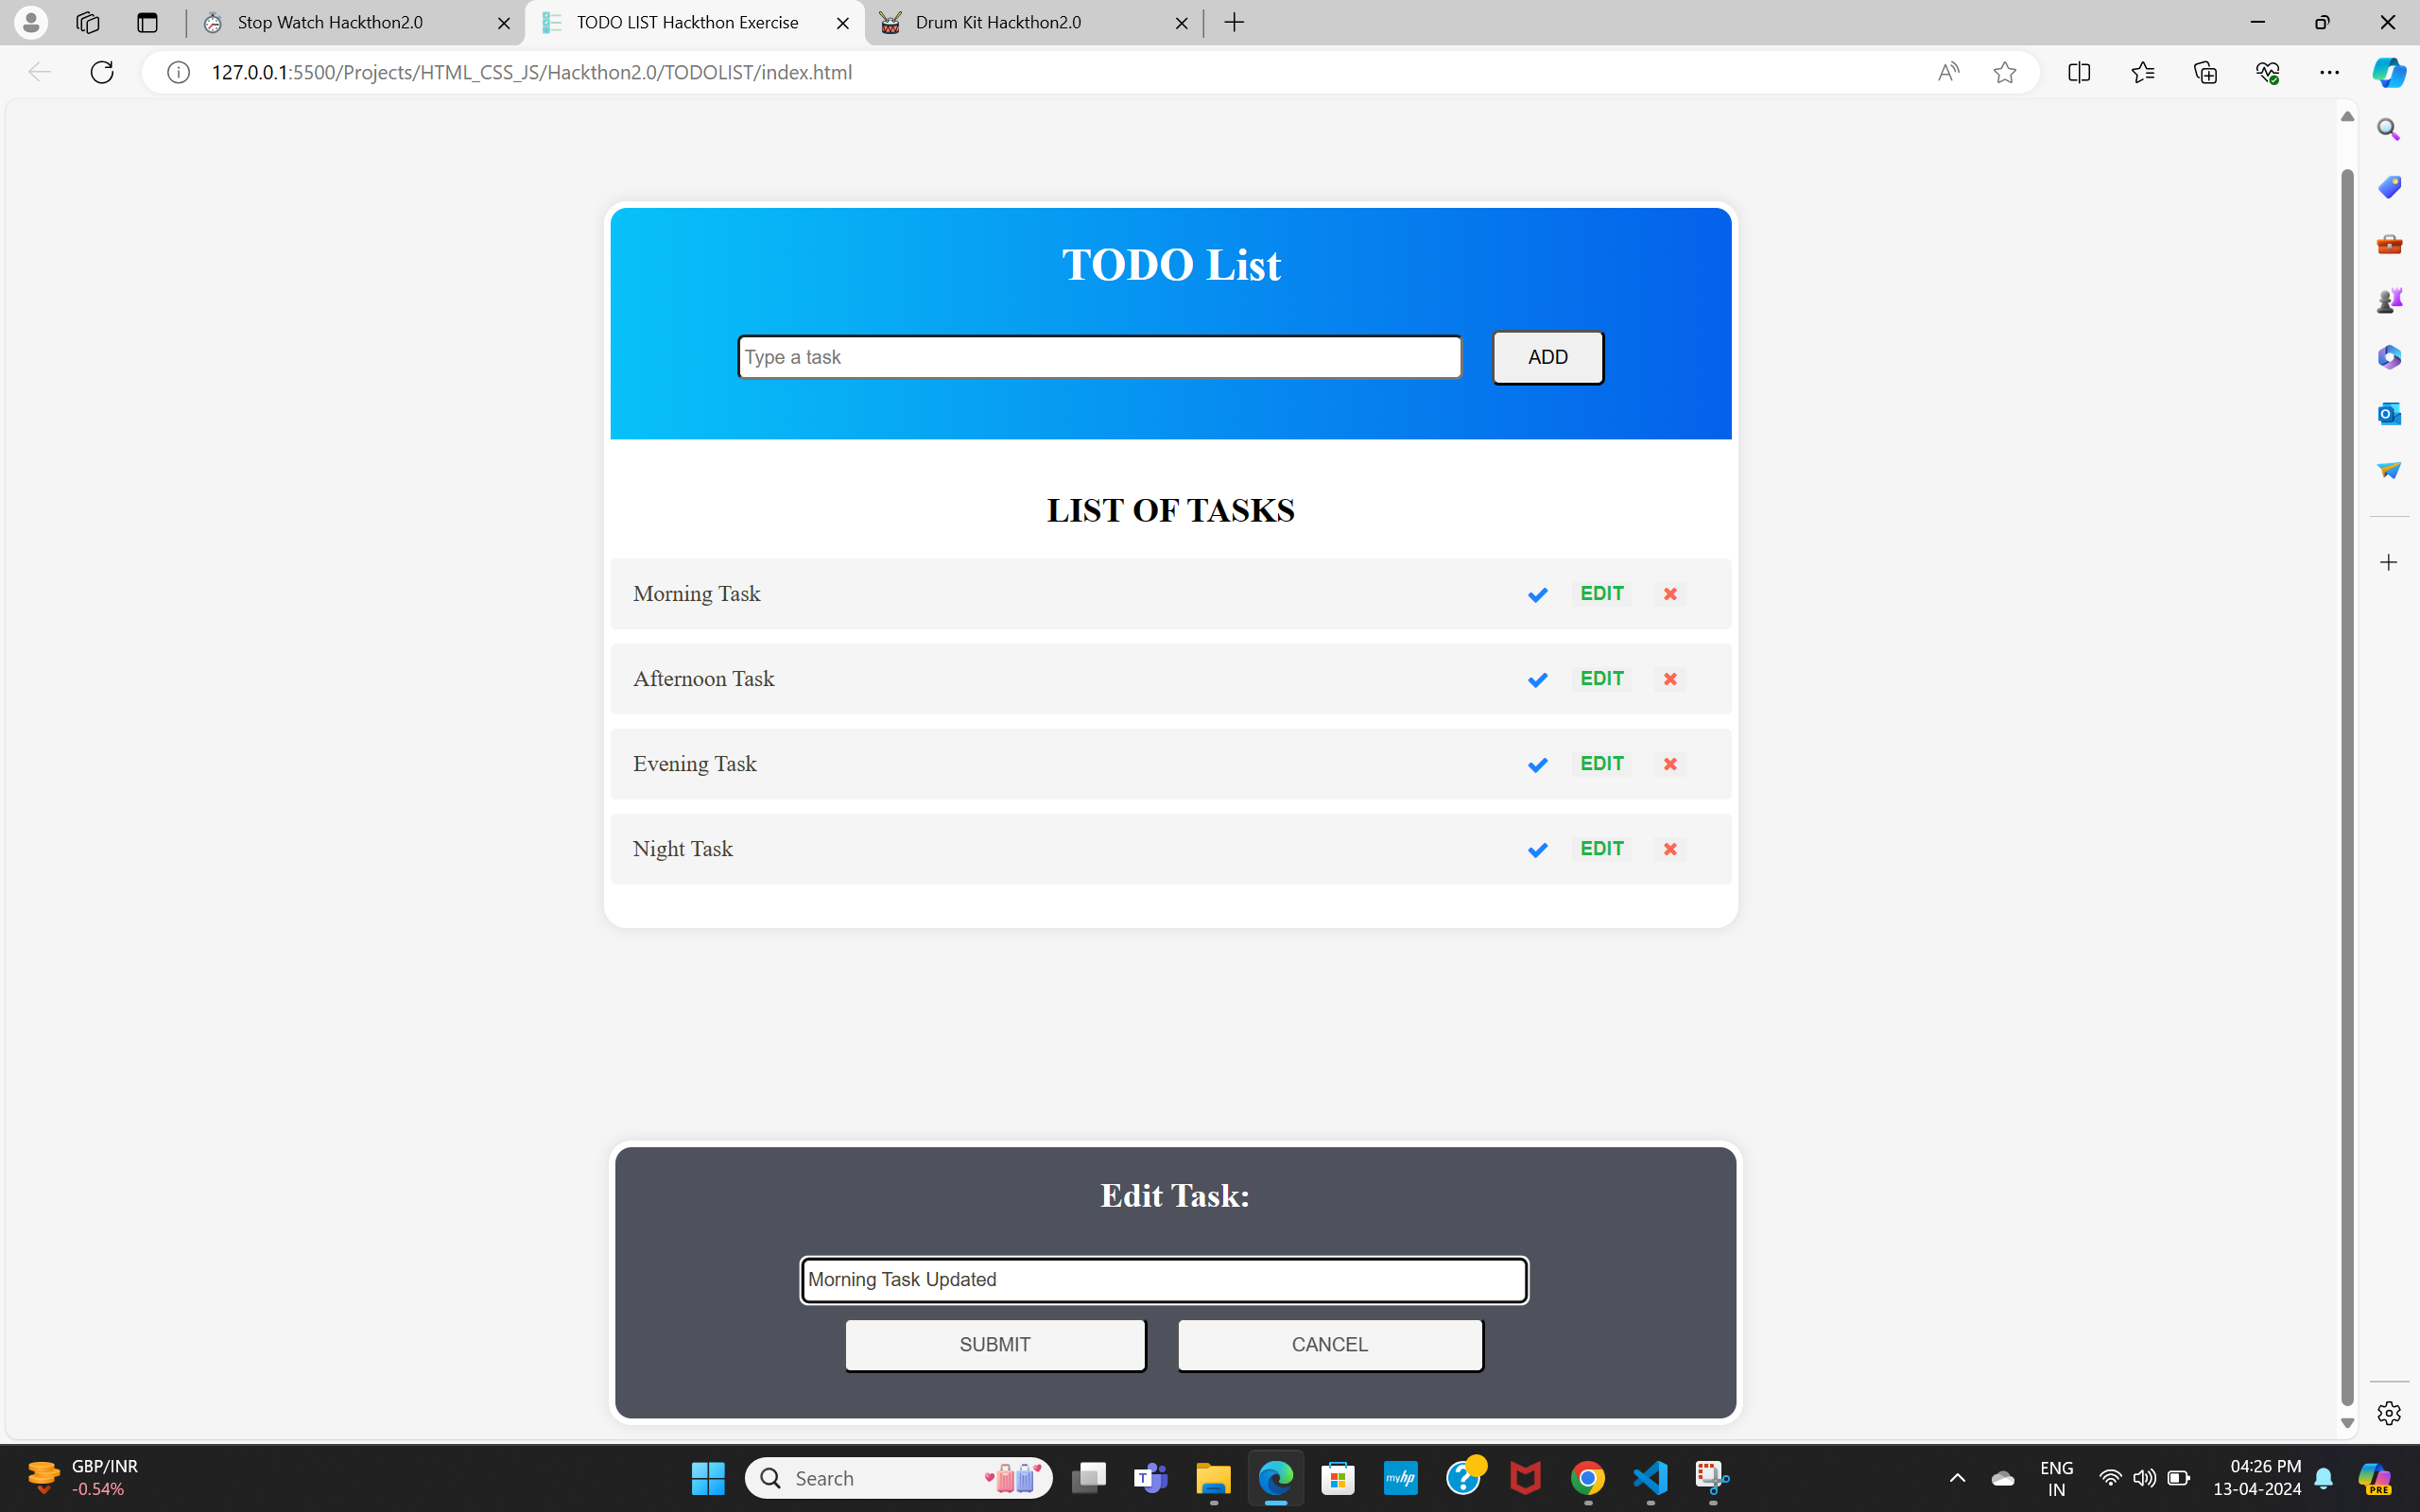 Stop Watch Hackthon2.0
TODO LIST Hackthon Exercise
Drum Kit Hackthon2.0
127.0.0.1:5500/Projects/HTML_CSS_JS/Hackthon2.0/TODOLIST/index.html
TODO List
Type a task
ADD
LIST OF TASKS
Morning Task
EDIT
Afternoon Task
EDIT
Evening Task
EDIT
Night Task
EDIT
Edit Task:
Morning Task Updated
SUBMIT
CANCEL
GBP/INR
-0.54%
Search
myhp
ENG
IN
04:26 PM
13-04-2024
PRE